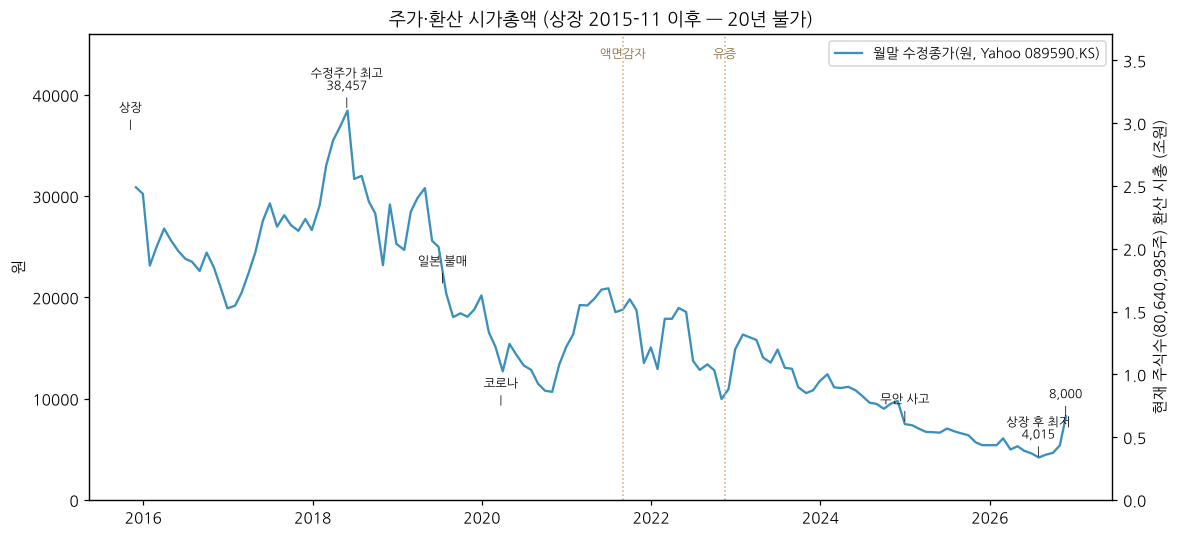 주가·환산 시가총액 (상장 2015-11 이후 — 20년 불가)
월말 수정종가(원, Yahoo 089590.KS)
액면감자
유증
수정주가 최고
38,457
상장
일본 불매
코로나
무안 사고
8,000
상장 후 최저
4,015
원
40000
30000
20000
10000
0
현재 주식수(80,640,985주) 환산 시총 (조원)
3.5
3.0
2.5
2.0
1.5
1.0
0.5
0.0
2016
2018
2020
2022
2024
2026